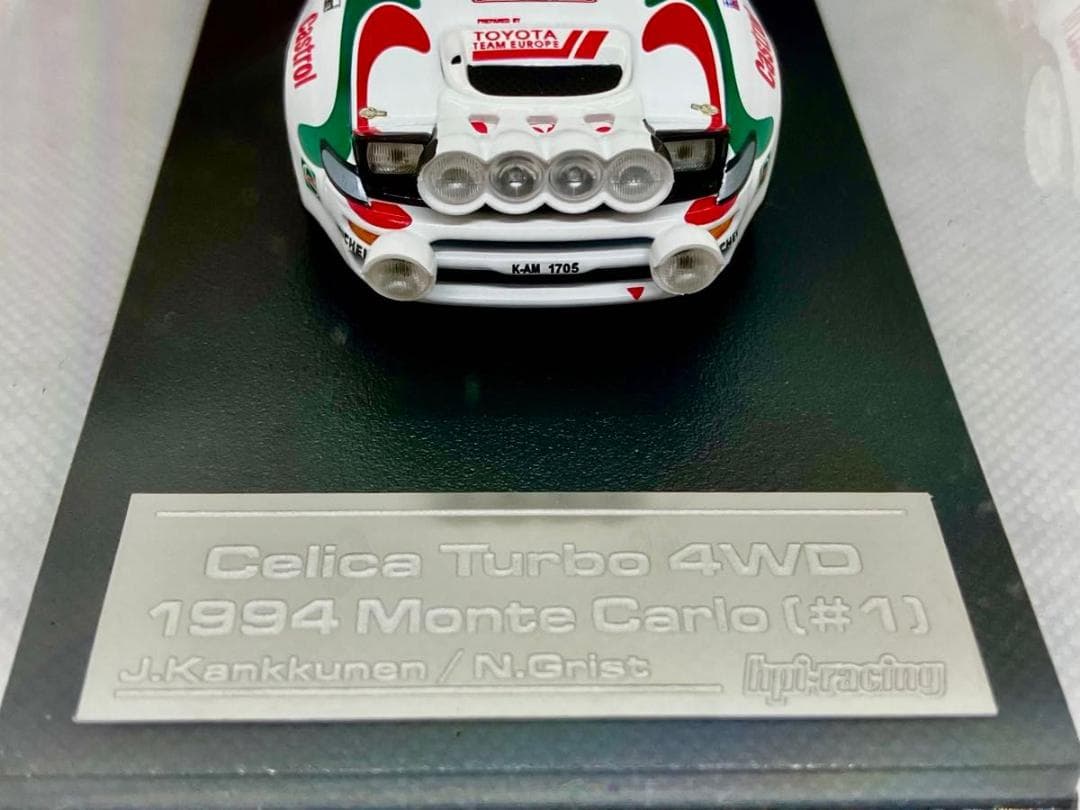 PREPARED BY
TOYOTA
TEAM EUROPE
Castrol
Castrol
K-AM 1705
Celica Turbo 4WD
1994 Monte Carlo (#1)
J.Kankkunen / N.Grist
hpi·racing